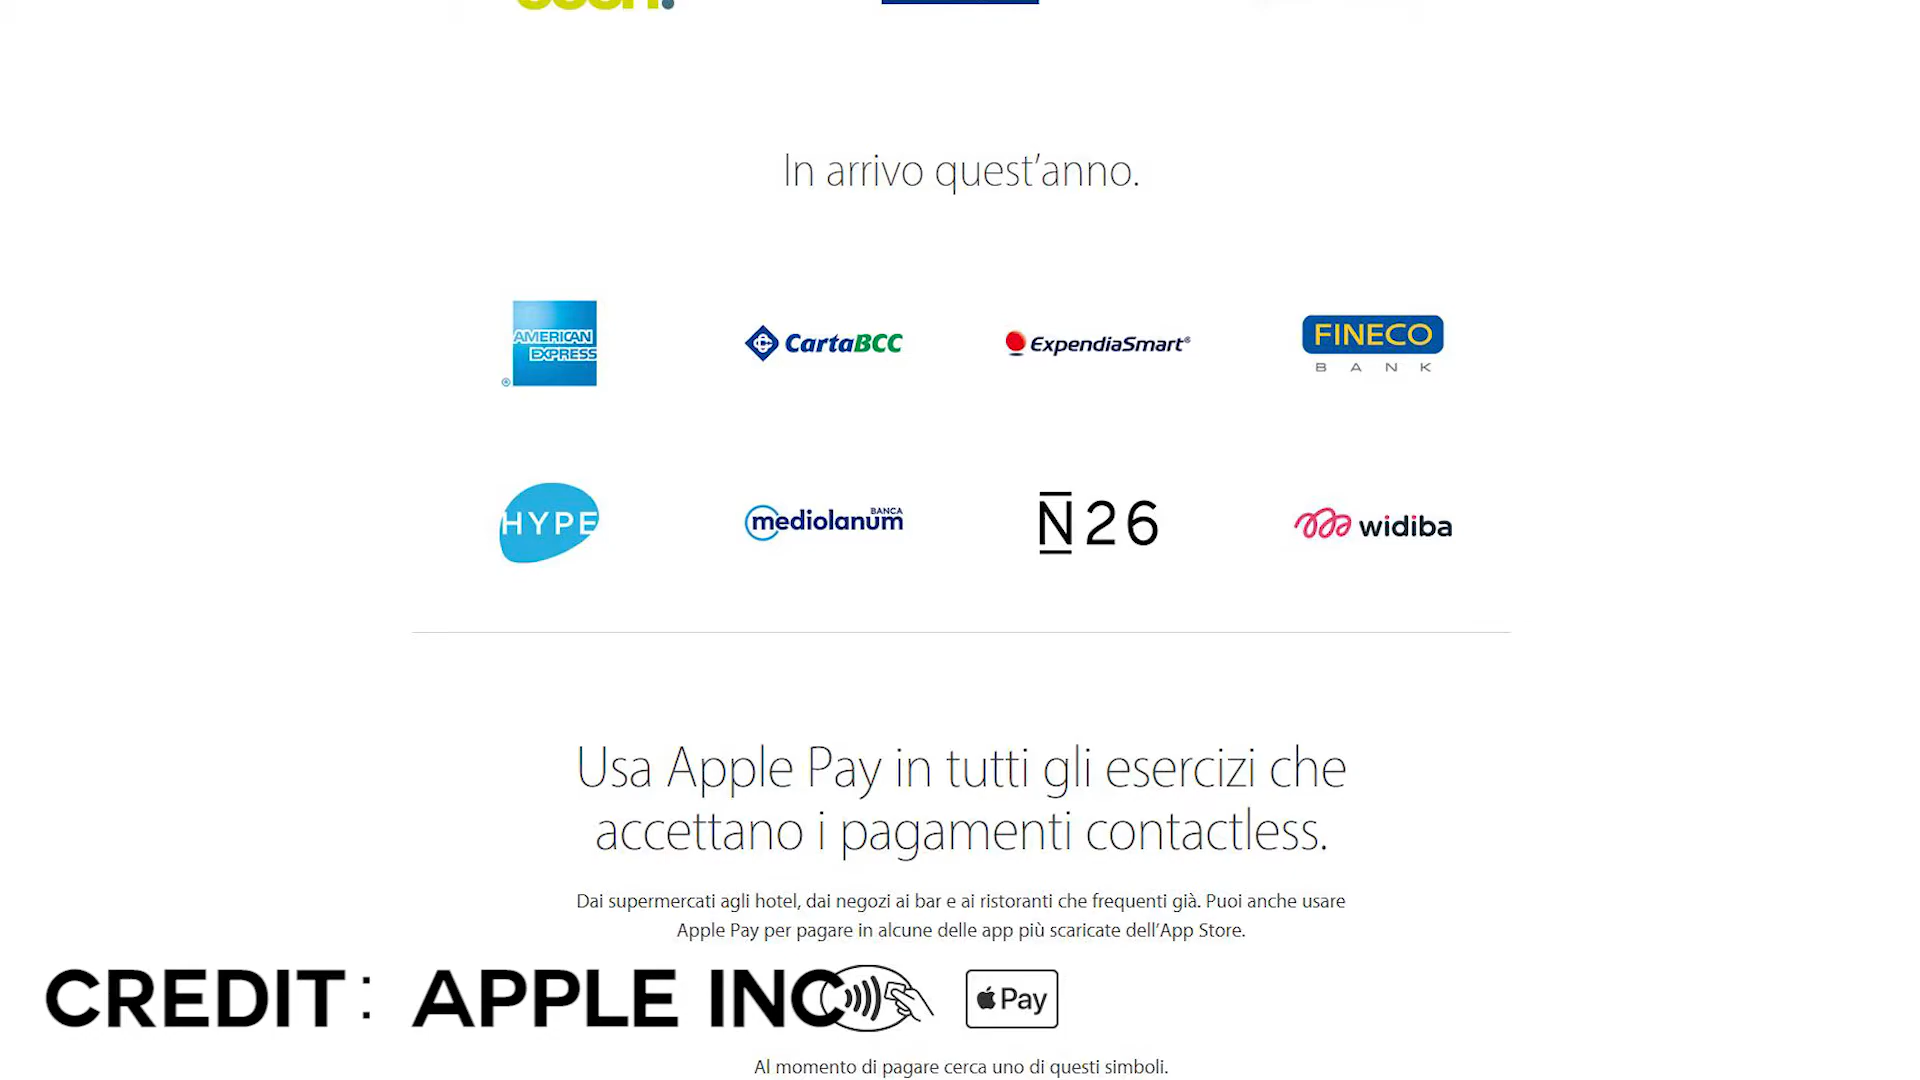 In arrivo quest’anno.
AMERICAN
EXPRESS
®
CartaBCC
ExpendiaSmart®
FINECO
BANK
HYPE
mediolanum
BANCA
N26
widiba
Usa Apple Pay in tutti gli esercizi che
accettano i pagamenti contactless.
Dai supermercati agli hotel, dai negozi ai bar e ai ristoranti che frequenti già. Puoi anche usare
Apple Pay per pagare in alcune delle app più scaricate dell’App Store.
CREDIT: APPLE INC
Pay
Al momento di pagare cerca uno di questi simboli.